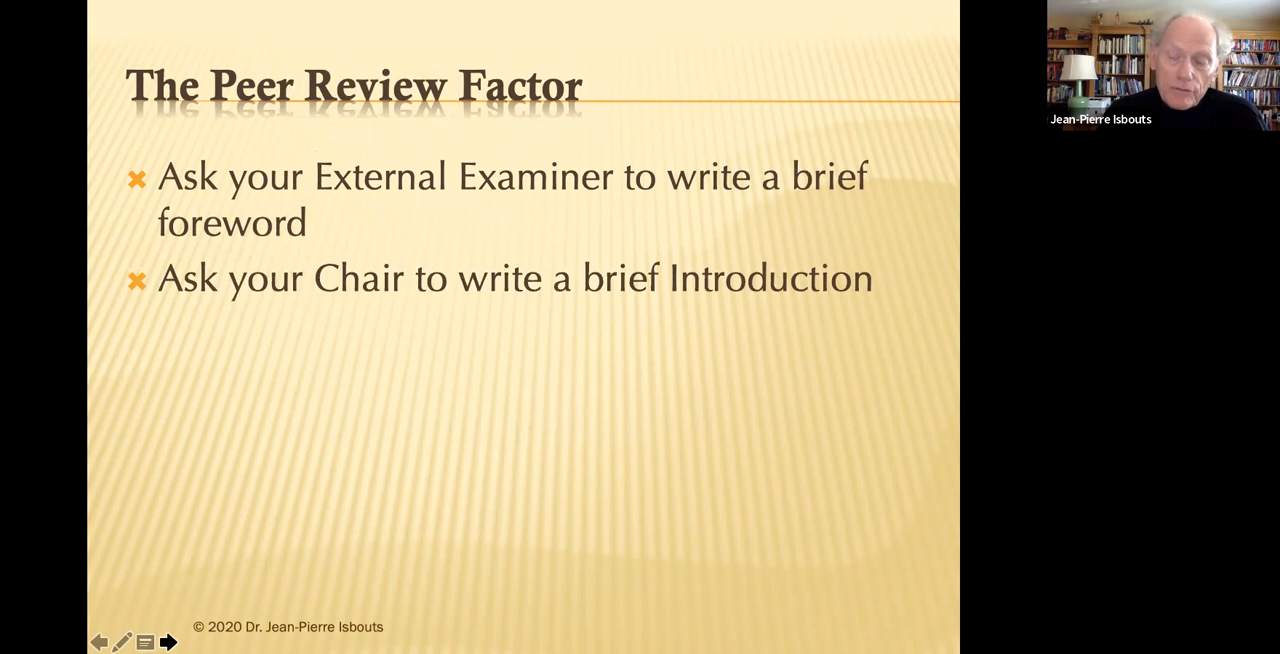 The Peer Review Factor
Ask your External Examiner to write a brief
foreword
Ask your Chair to write a brief Introduction
© 2020 Dr. Jean-Pierre Isbouts
Jean-Pierre Isbouts